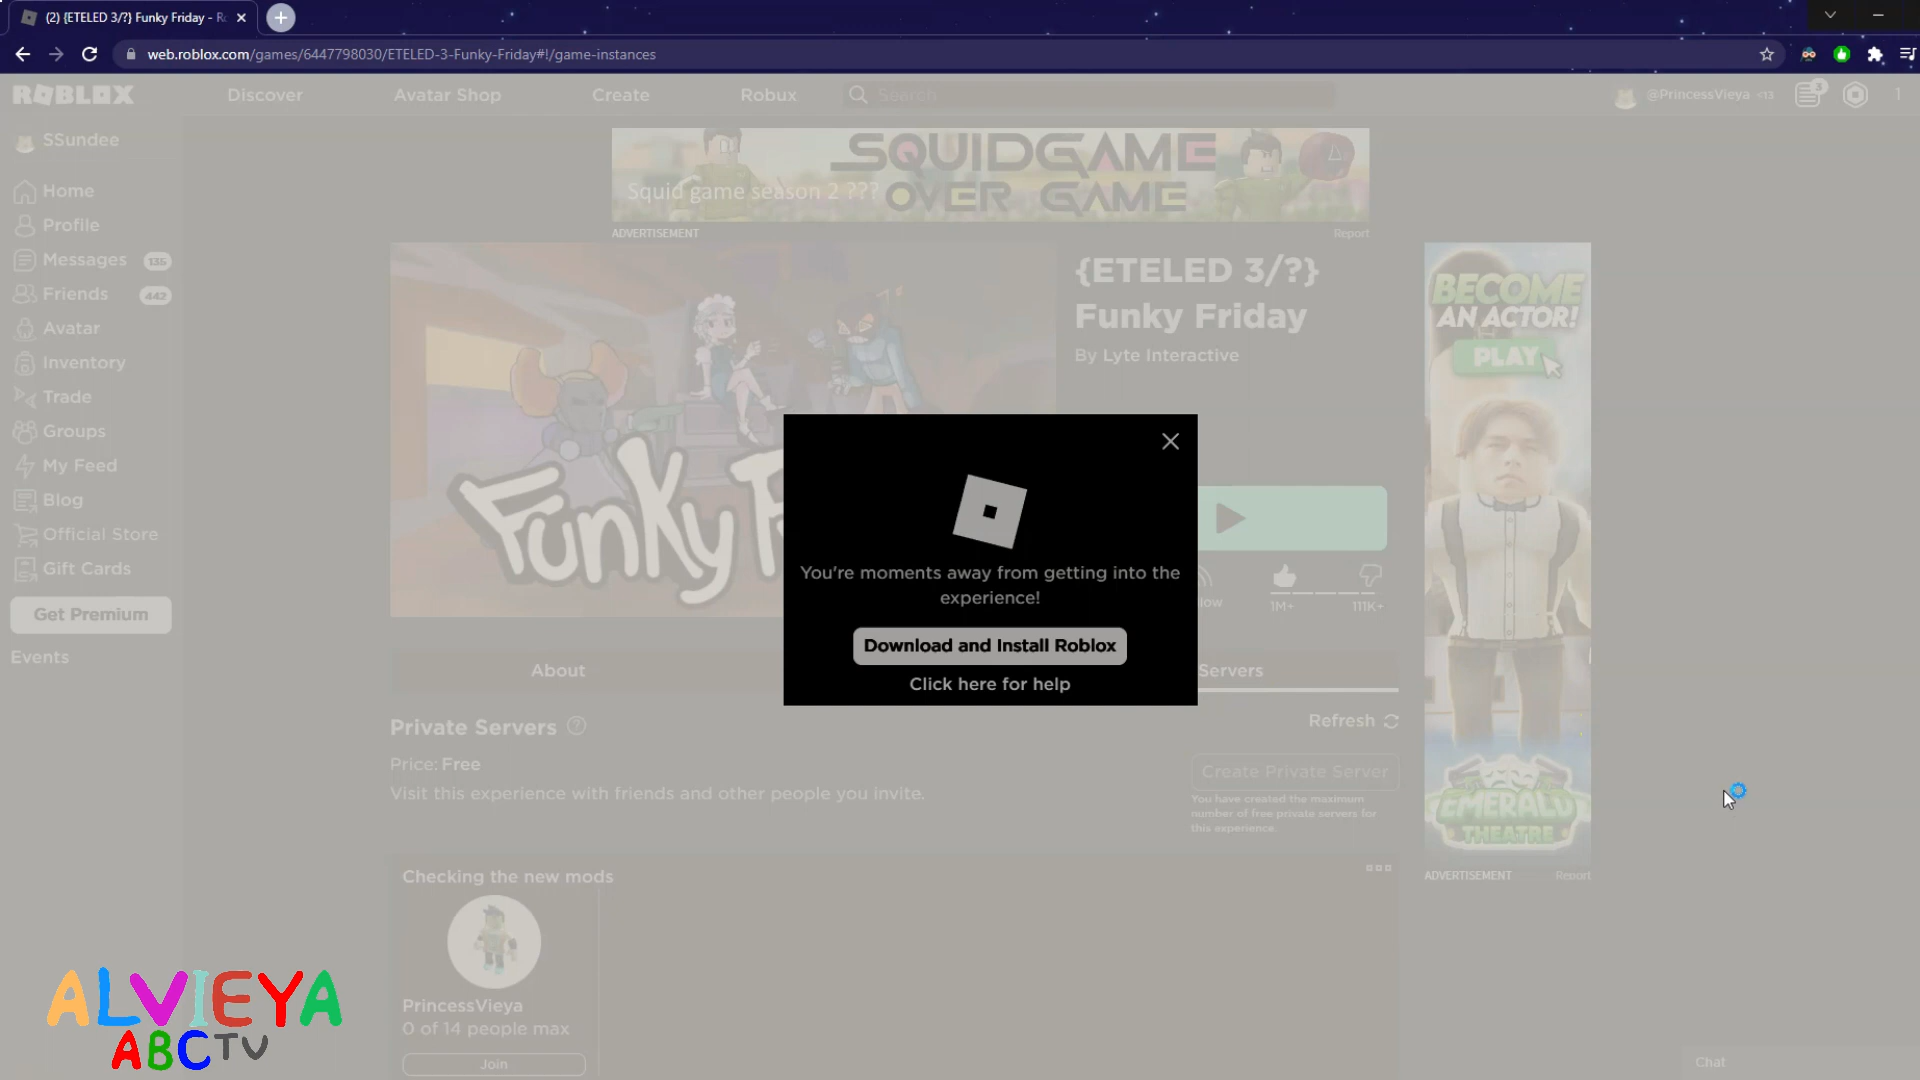 (2) {ETELED 3/?} Funky Friday - Ro
web.roblox.com/games/6447798030/ETELED-3-Funky-Friday#!/game-instances
ROBLOX
Discover
Avatar Shop
Create
Robux
Search
@PrincessVieya <13
3
1
SSundee
Home
Profile
Messages 135
Friends 442
Avatar
Inventory
Trade
Groups
My Feed
Blog
Official Store
Gift Cards
Get Premium
Events
SQUIDGAME
Squid game season 2 ???
OVER GAME
ADVERTISEMENT
Report
{ETELED 3/?}
Funky Friday
By Lyte Interactive
Funky F
You're moments away from getting into the
experience!
Download and Install Roblox
Click here for help
low
1M+
111K+
BECOME
AN ACTOR!
PLAY
EMERALD
THEATRE
ADVERTISEMENT
Report
About
Servers
Private Servers
Refresh
Price: Free
Visit this experience with friends and other people you invite.
Create Private Server
You have created the maximum
number of free private servers for
this experience.
Checking the new mods
PrincessVieya
0 of 14 people max
Join
ALVIEYA
ABCTV
Chat